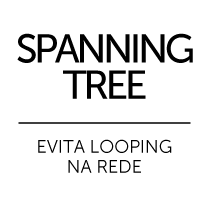 SPANNING
TREE
EVITA LOOPING
NA REDE